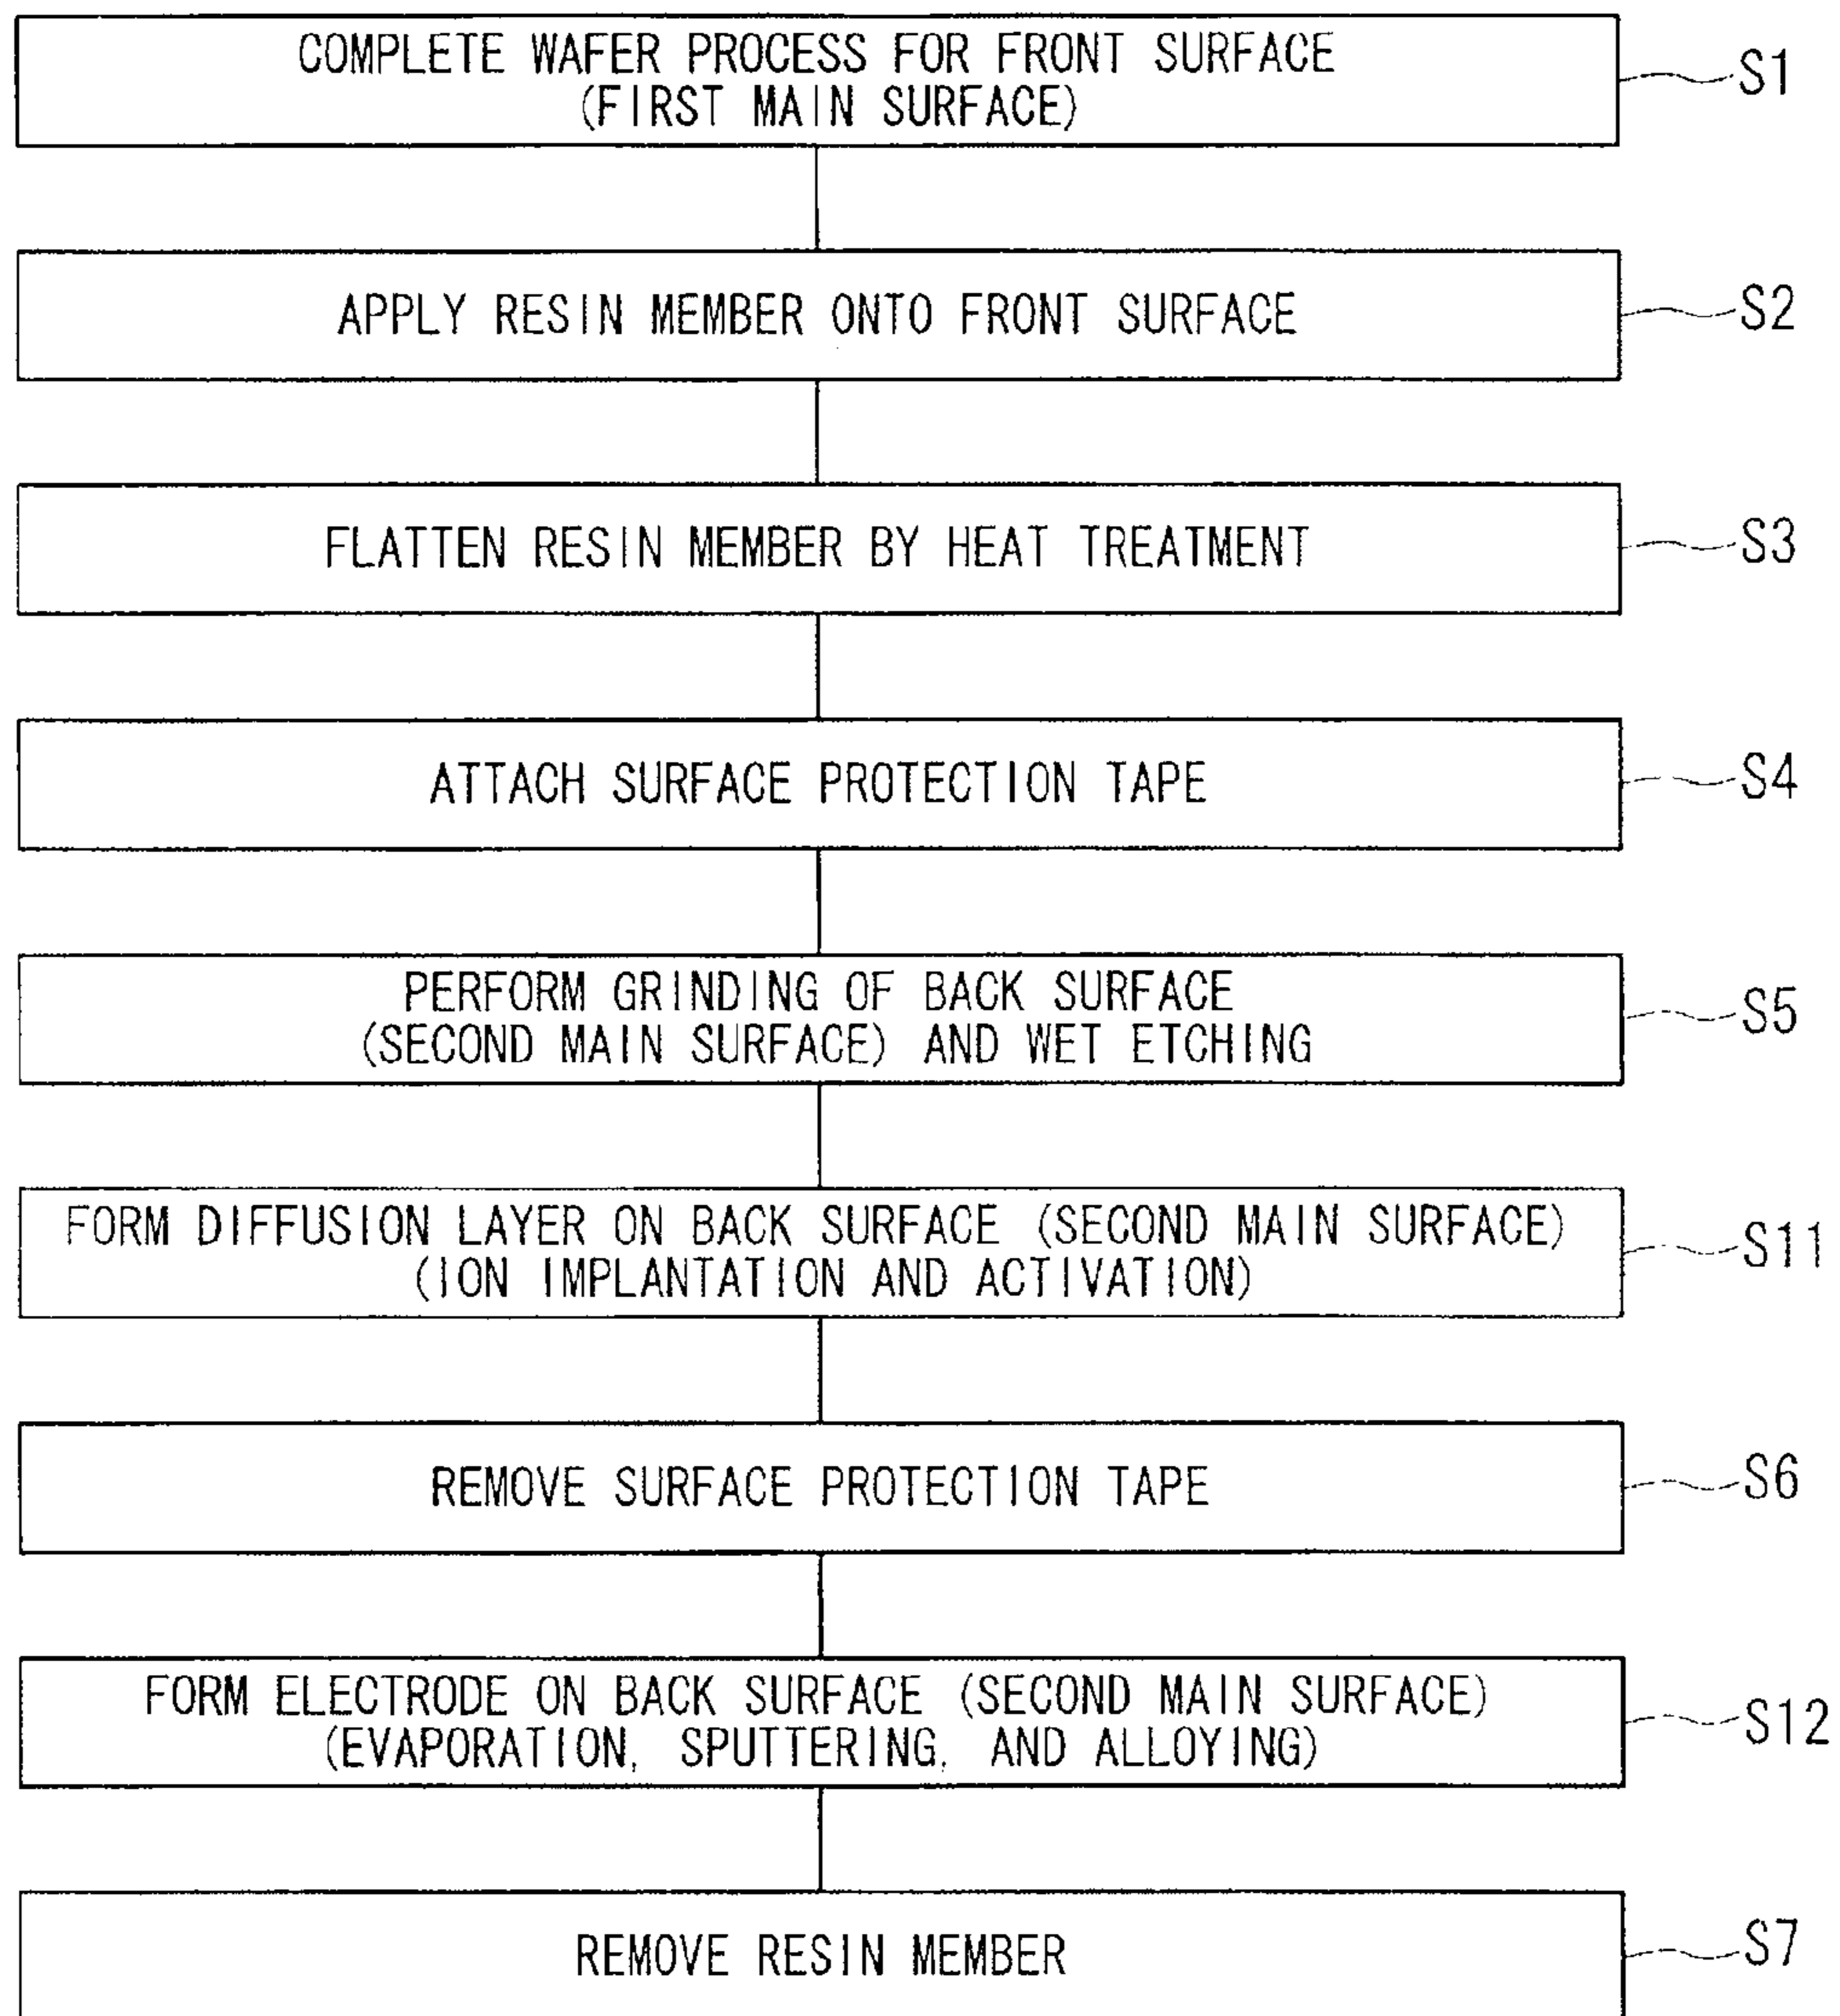 COMPLETE WAFER PROCESS FOR FRONT SURFACE
(FIRST MAIN SURFACE)
S1
APPLY RESIN MEMBER ONTO FRONT SURFACE
S2
FLATTEN RESIN MEMBER BY HEAT TREATMENT
S3
ATTACH SURFACE PROTECTION TAPE
S4
PERFORM GRINDING OF BACK SURFACE
(SECOND MAIN SURFACE) AND WET ETCHING
S5
FORM DIFFUSION LAYER ON BACK SURFACE (SECOND MAIN SURFACE)
(ION IMPLANTATION AND ACTIVATION)
S11
REMOVE SURFACE PROTECTION TAPE
S6
FORM ELECTRODE ON BACK SURFACE (SECOND MAIN SURFACE)
(EVAPORATION, SPUTTERING, AND ALLOYING)
S12
REMOVE RESIN MEMBER
S7